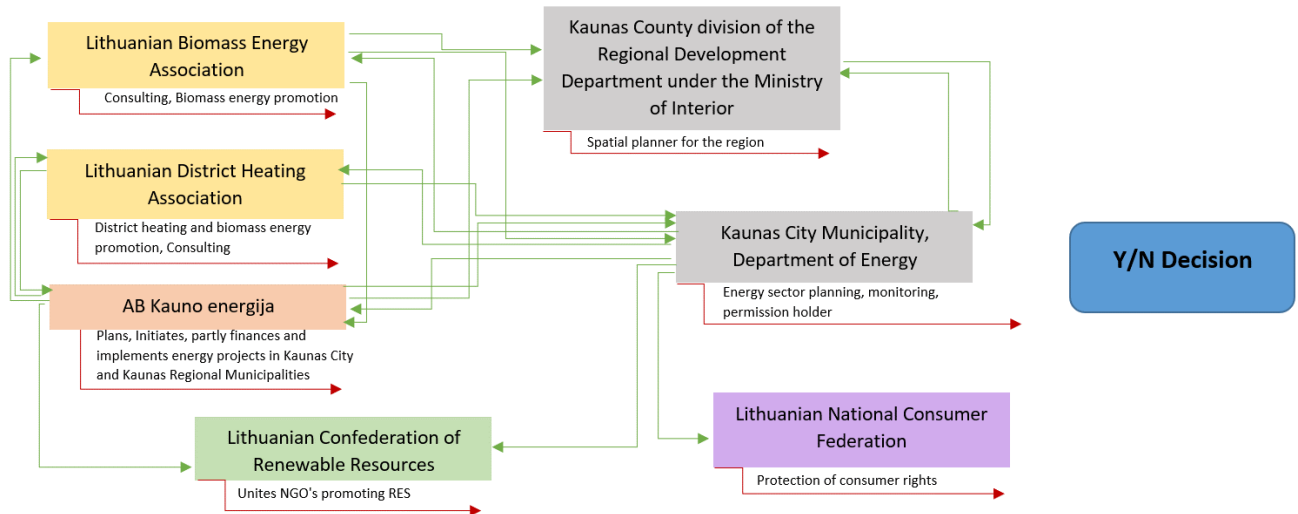 Lithuanian Biomass Energy
Association
Consulting, Biomass energy promotion
Kaunas County division of the
Regional Development
Department under the Ministry
of Interior
Spatial planner for the region
Lithuanian District Heating
Association
District heating and biomass energy
promotion, Consulting
Kaunas City Municipality,
Department of Energy
Energy sector planning, monitoring,
permission holder
Y/N Decision
AB Kauno energija
Plans, Initiates, partly finances and
implements energy projects in Kaunas City
and Kaunas Regional Municipalities
Lithuanian Confederation of
Renewable Resources
Unites NGO's promoting RES
Lithuanian National Consumer
Federation
Protection of consumer rights